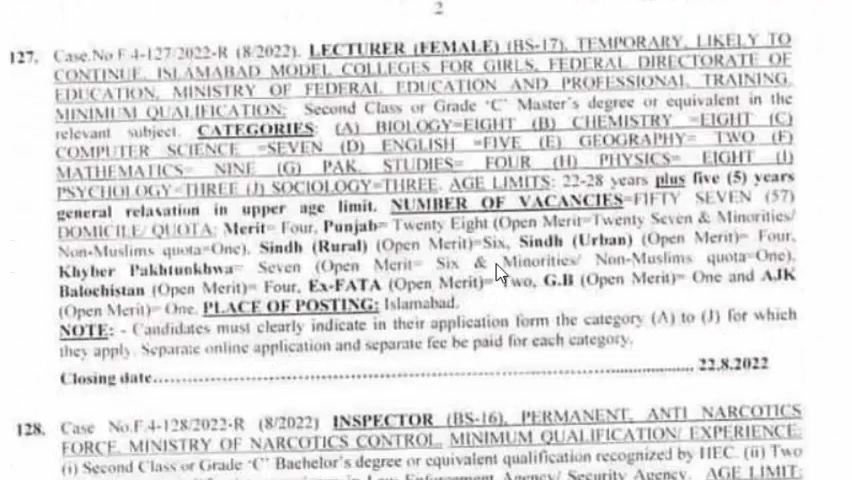 2
127. Case.No F.4-127/2022-R (8/2022). LECTURER (FEMALE) (BS-17), TEMPORARY, LIKELY TO
CONTINUE, ISLAMABAD MODEL COLLEGES FOR GIRLS, FEDERAL DIRECTORATE OF
EDUCATION, MINISTRY OF FEDERAL EDUCATION AND PROFESSIONAL TRAINING.
MINIMUM QUALIFICATION: Second Class or Grade 'C' Master's degree or equivalent in the
relevant subject. CATEGORIES: (A) BIOLOGY=EIGHT (B) CHEMISTRY =EIGHT (C)
COMPUTER SCIENCE =SEVEN (D) ENGLISH =FIVE (E) GEOGRAPHY= TWO (F)
MATHEMATICS= NINE (G) PAK. STUDIES= FOUR (H) PHYSICS= EIGHT (I)
PSYCHOLOGY=THREE (J) SOCIOLOGY=THREE. AGE LIMITS: 22-28 years plus five (5) years
general relaxation in upper age limit. NUMBER OF VACANCIES=FIFTY SEVEN (57)
DOMICILE/ QUOTA: Merit= Four, Punjab= Twenty Eight (Open Merit=Twenty Seven & Minorities/
Non-Muslims quota=One), Sindh (Rural) (Open Merit)=Six, Sindh (Urban) (Open Merit)= Four,
Khyber Pakhtunkhwa= Seven (Open Merit= Six & Minorities/ Non-Muslims quota=One),
Balochistan (Open Merit)= Four, Ex-FATA (Open Merit)= Two, G.B (Open Merit)= One and AJK
(Open Merit)= One. PLACE OF POSTING: Islamabad.
NOTE: - Candidates must clearly indicate in their application form the category (A) to (J) for which
they apply. Separate online application and separate fee be paid for each category.
Closing date.......................................................................................... 22.8.2022
128. Case No.F.4-128/2022-R (8/2022) INSPECTOR (BS-16), PERMANENT, ANTI NARCOTICS
FORCE, MINISTRY OF NARCOTICS CONTROL. MINIMUM QUALIFICATION/ EXPERIENCE:
(i) Second Class or Grade 'C' Bachelor's degree or equivalent qualification recognized by HEC. (ii) Two
Enforcement Agency/ Security Agency. AGE LIMIT: